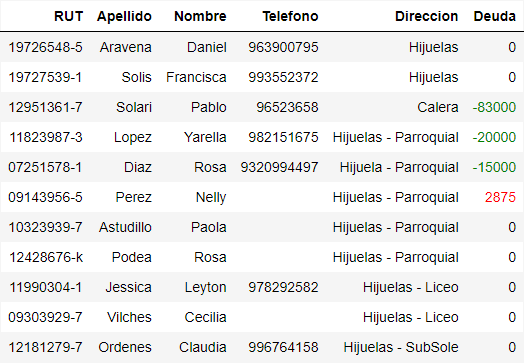 RUT Apellido Nombre Telefono Direccion Deuda
19726548-5 Aravena Daniel 963900795 Hijuelas 0
19727539-1 Solis Francisca 993552372 Hijuelas 0
12951361-7 Solari Pablo 96523658 Calera -83000
11823987-3 Lopez Yarella 982151675 Hijuelas - Parroquial -20000
07251578-1 Diaz Rosa 9320994497 Hijuela - Parroquial -15000
09143956-5 Perez Nelly Hijuelas - Parroquial 2875
10323939-7 Astudillo Paola Hijuelas - Parroquial 0
12428676-k Podea Rosa Hijuelas - Parroquial 0
11990304-1 Jessica Leyton 978292582 Hijuelas - Liceo 0
09303929-7 Vilches Cecilia Hijuelas - Liceo 0
12181279-7 Ordenes Claudia 996764158 Hijuelas - SubSole 0